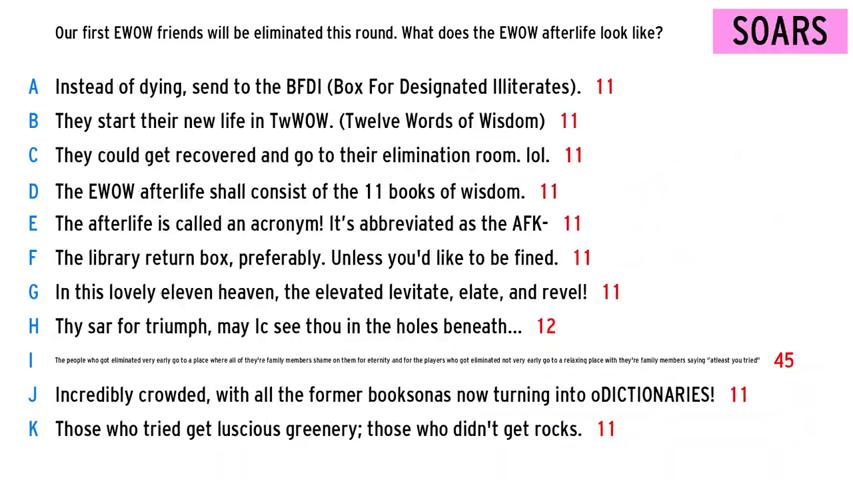 Our first EWOW friends will be eliminated this round. What does the EWOW afterlife look like?
SOARS
A Instead of dying, send to the BFDI (Box For Designated Illiterates). 11
B They start their new life in TwWOW. (Twelve Words of Wisdom) 11
C They could get recovered and go to their elimination room. lol. 11
D The EWOW afterlife shall consist of the 11 books of wisdom. 11
E The afterlife is called an acronym! It's abbreviated as the AFK- 11
F The library return box, preferably. Unless you'd like to be fined. 11
G In this lovely eleven heaven, the elevated levitate, elate, and revel! 11
H Thy sar for triumph, may Ic see thou in the holes beneath... 12
I The people who got eliminated very early go to a place where all of they're family members shame on them for eternity and for the players who got eliminated not very early go to a relaxing place with they're family members saying "atleast you tried" 45
J Incredibly crowded, with all the former booksonas now turning into oDICTIONARIES! 11
K Those who tried get luscious greenery; those who didn't get rocks. 11